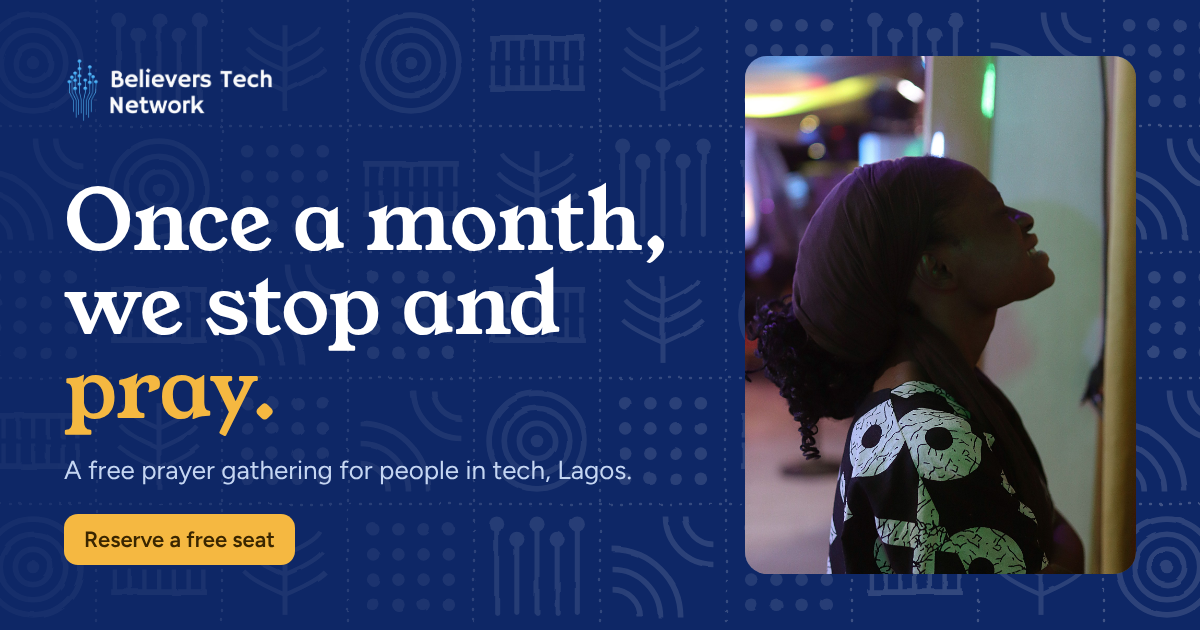 Believers Tech
Network
Once a month,
we stop and
pray.
A free prayer gathering for people in tech, Lagos.
Reserve a free seat